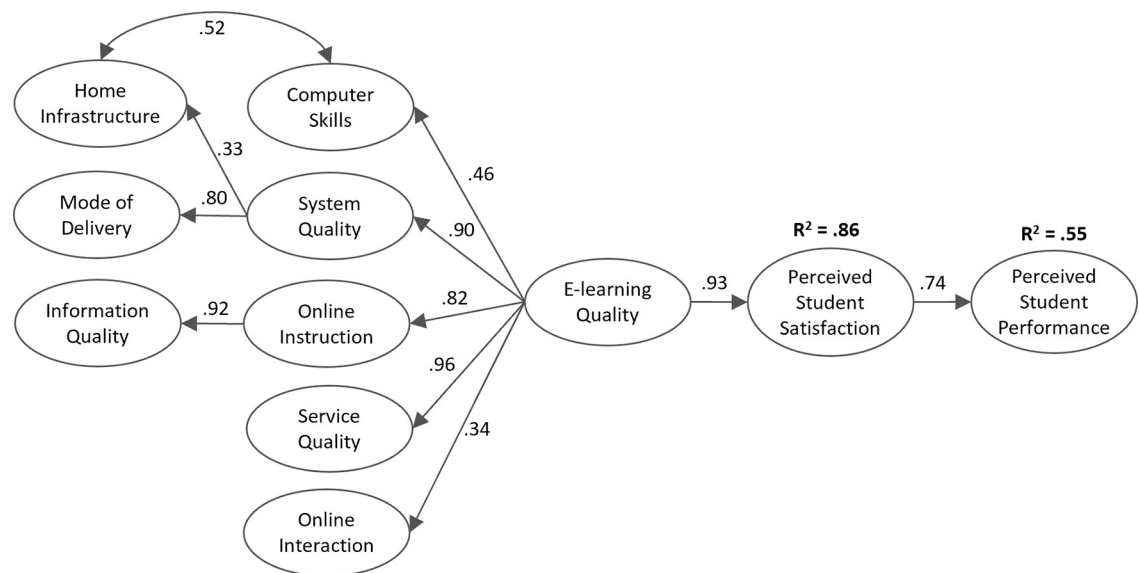 .52
Home
Infrastructure
Computer
Skills
.33
.46
Mode of
Delivery
.80
System
Quality
.90
R² = .86
R² = .55
Information
Quality
.92
Online
Instruction
.82
E-learning
Quality
.93
Perceived
Student
Satisfaction
.74
Perceived
Student
Performance
.96
Service
Quality
.34
Online
Interaction